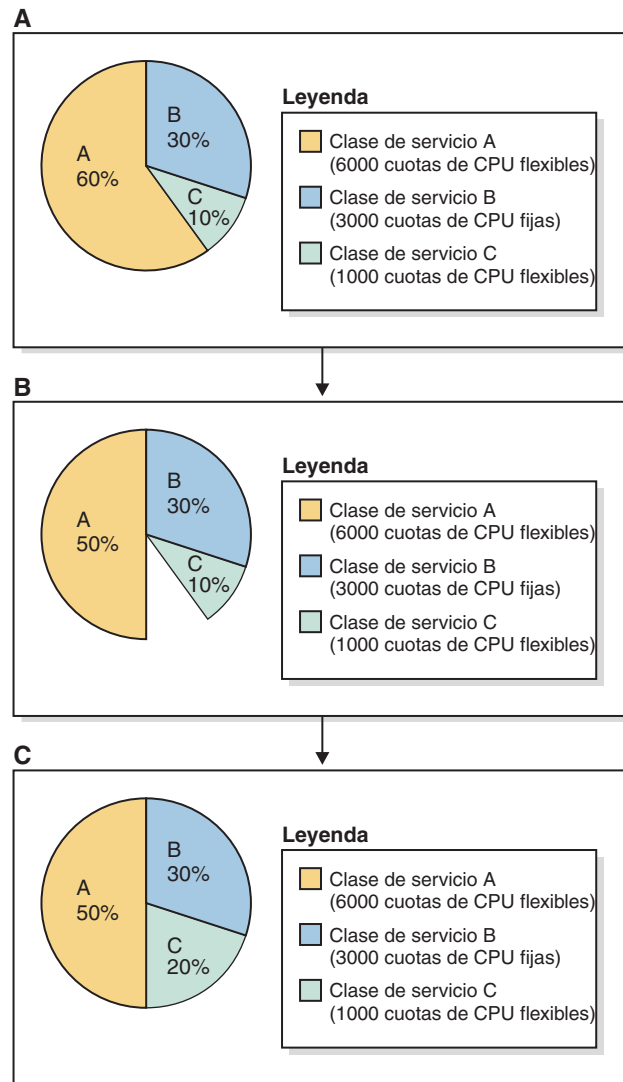 A
A
60%
B
30%
C
10%
Leyenda
Clase de servicio A
(6000 cuotas de CPU flexibles)
Clase de servicio B
(3000 cuotas de CPU fijas)
Clase de servicio C
(1000 cuotas de CPU flexibles)
B
A
50%
B
30%
C
10%
Leyenda
Clase de servicio A
(6000 cuotas de CPU flexibles)
Clase de servicio B
(3000 cuotas de CPU fijas)
Clase de servicio C
(1000 cuotas de CPU flexibles)
C
A
50%
B
30%
C
20%
Leyenda
Clase de servicio A
(6000 cuotas de CPU flexibles)
Clase de servicio B
(3000 cuotas de CPU fijas)
Clase de servicio C
(1000 cuotas de CPU flexibles)